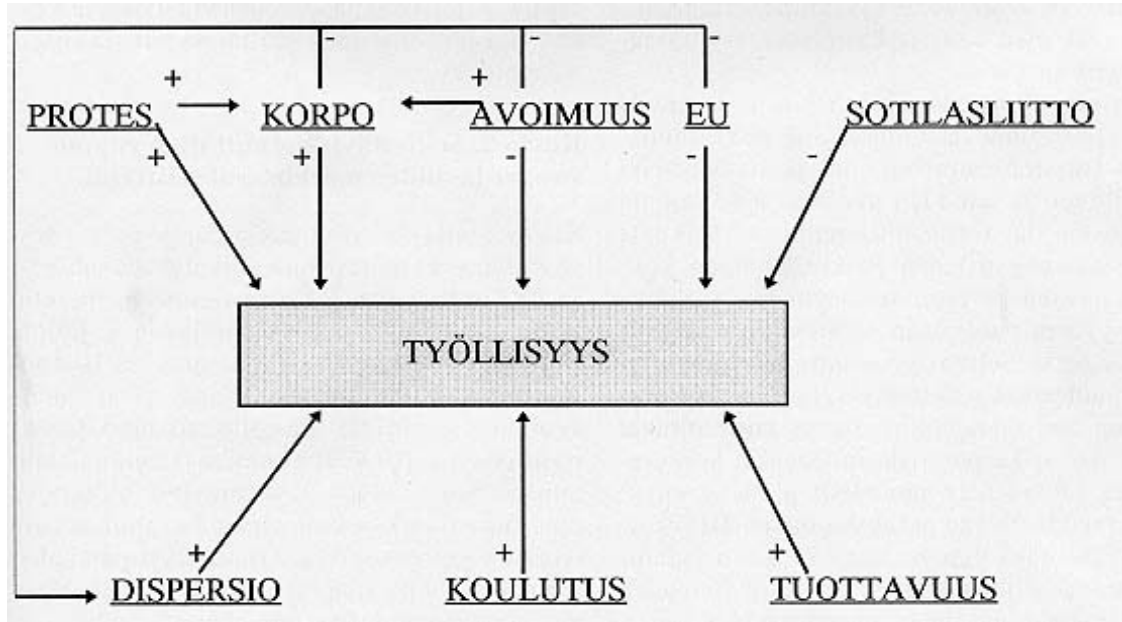 - - -
+ +
PROTES. KORPO AVOIMUUS EU SOTILASLIITTO
+ + - - -
TYÖLLISYYS
+ + +
DISPERSIO KOULUTUS TUOTTAVUUS